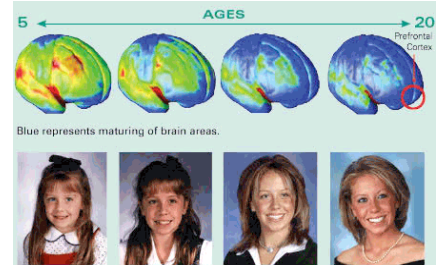 AGES
5 20
Prefrontal
Cortex
Blue represents maturing of brain areas.